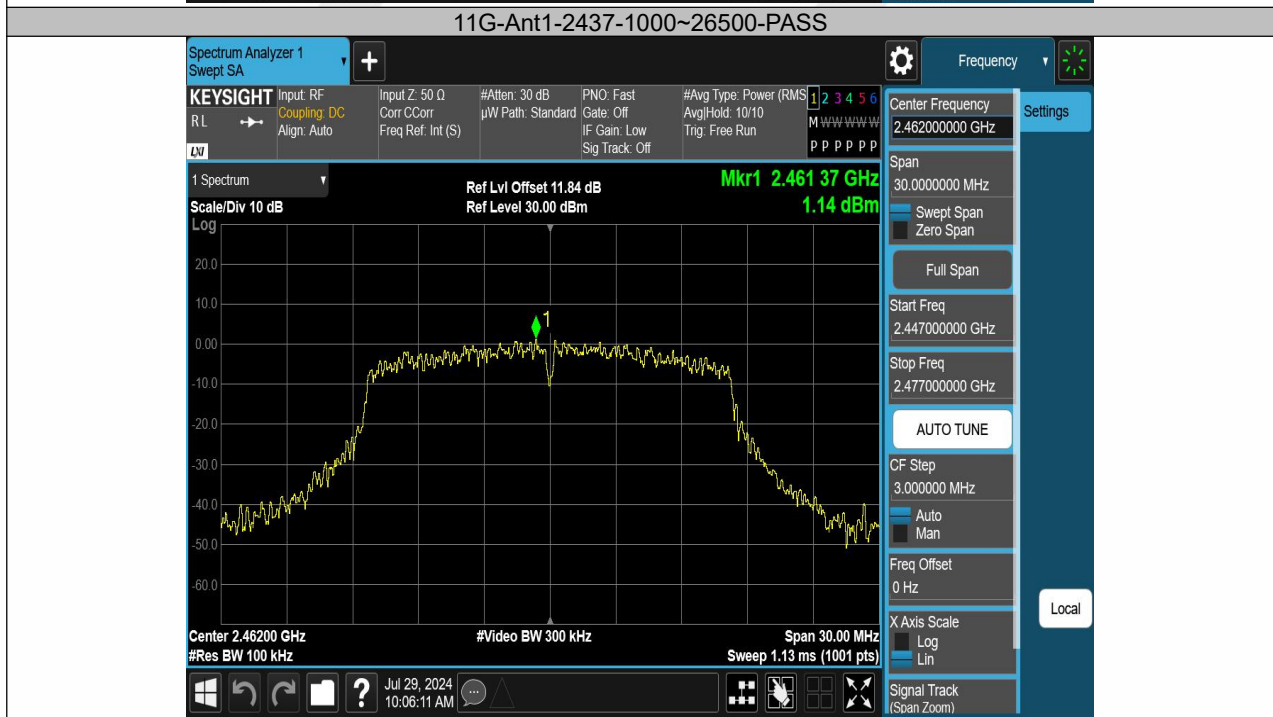 11G-Ant1-2437-1000~26500-PASS
Spectrum Analyzer 1
Swept SA
+
Frequency
KEYSIGHT
R L
LXI
Input: RF
Coupling: DC
Align: Auto
Input Z: 50 Ω
Corr CCorr
Freq Ref: Int (S)
#Atten: 30 dB
µW Path: Standard
PNO: Fast
Gate: Off
IF Gain: Low
Sig Track: Off
#Avg Type: Power (RMS
Avg|Hold: 10/10
Trig: Free Run
1 2 3 4 5 6
M W W W W W
P P P P P P
1 Spectrum
Scale/Div 10 dB
Ref Lvl Offset 11.84 dB
Ref Level 30.00 dBm
Mkr1 2.461 37 GHz
1.14 dBm
Log
20.0
10.0
0.00
-10.0
-20.0
-30.0
-40.0
-50.0
-60.0
1
Center 2.46200 GHz
#Res BW 100 kHz
#Video BW 300 kHz
Span 30.00 MHz
Sweep 1.13 ms (1001 pts)
Center Frequency
2.462000000 GHz
Settings
Span
30.0000000 MHz
Swept Span
Zero Span
Full Span
Start Freq
2.447000000 GHz
Stop Freq
2.477000000 GHz
AUTO TUNE
CF Step
3.000000 MHz
Auto
Man
Freq Offset
0 Hz
Local
X Axis Scale
Log
Lin
Signal Track
(Span Zoom)
?
Jul 29, 2024
10:06:11 AM